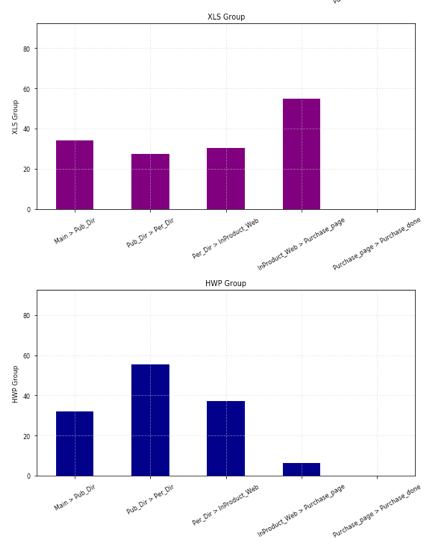 XLS Group
80
60
40
20
0
XLS Group
Main > Pub_Dir
Pub_Dir > Per_Dir
Per_Dir > InProduct_Web
InProduct_Web > Purchase_page
Purchase_page > Purchase_done
HWP Group
80
60
40
20
0
HWP Group
Main > Pub_Dir
Pub_Dir > Per_Dir
Per_Dir > InProduct_Web
InProduct_Web > Purchase_page
Purchase_page > Purchase_done